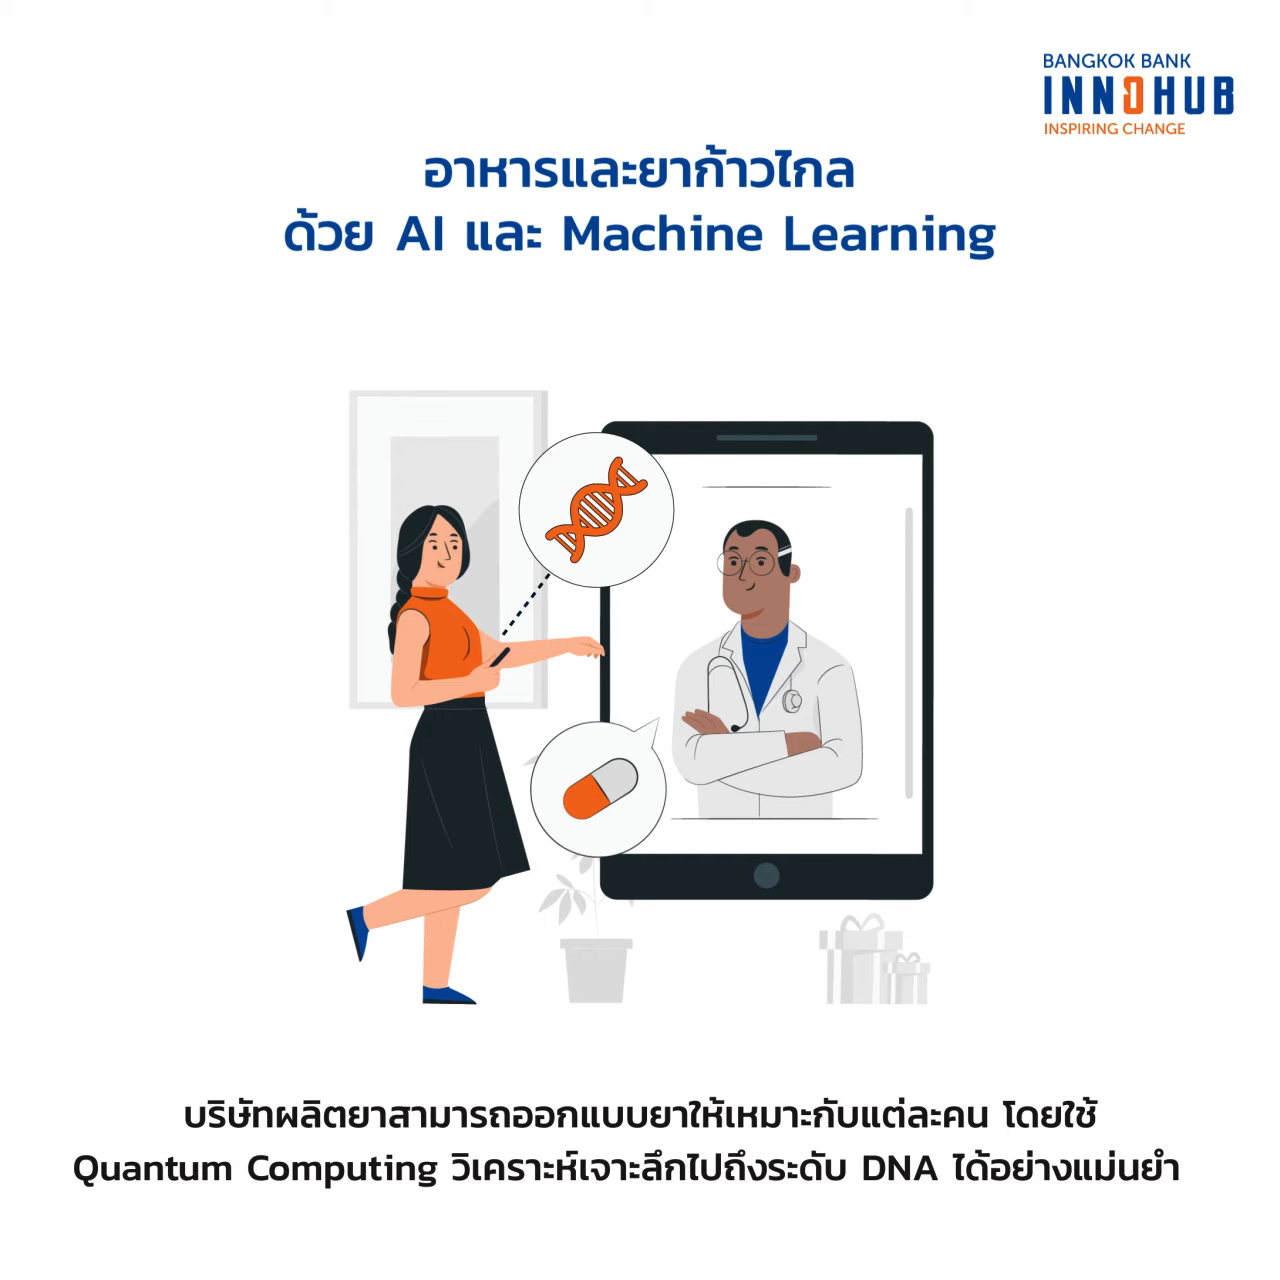 BANGKOK BANK
INNOHUB
INSPIRING CHANGE
อาหารและยาก้าวไกล
ด้วย AI และ Machine Learning
บริษัทผลิตยาสามารถออกแบบยาให้เหมาะกับแต่ละคน โดยใช้
Quantum Computing วิเคราะห์เจาะลึกไปถึงระดับ DNA ได้อย่างแม่นยำ